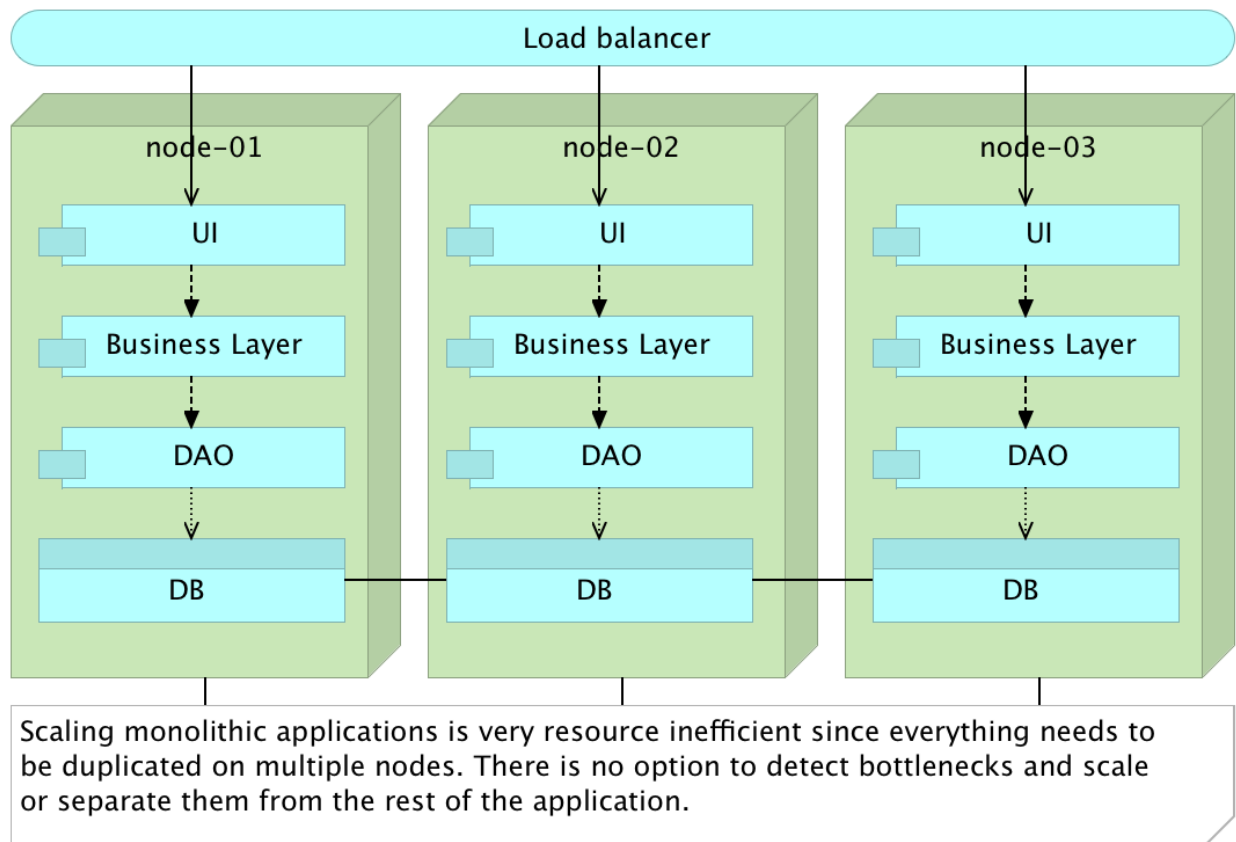 Load balancer
node-01
node-02
node-03
UI
UI
UI
Business Layer
Business Layer
Business Layer
DAO
DAO
DAO
DB
DB
DB
Scaling monolithic applications is very resource inefficient since everything needs to
be duplicated on multiple nodes. There is no option to detect bottlenecks and scale
or separate them from the rest of the application.